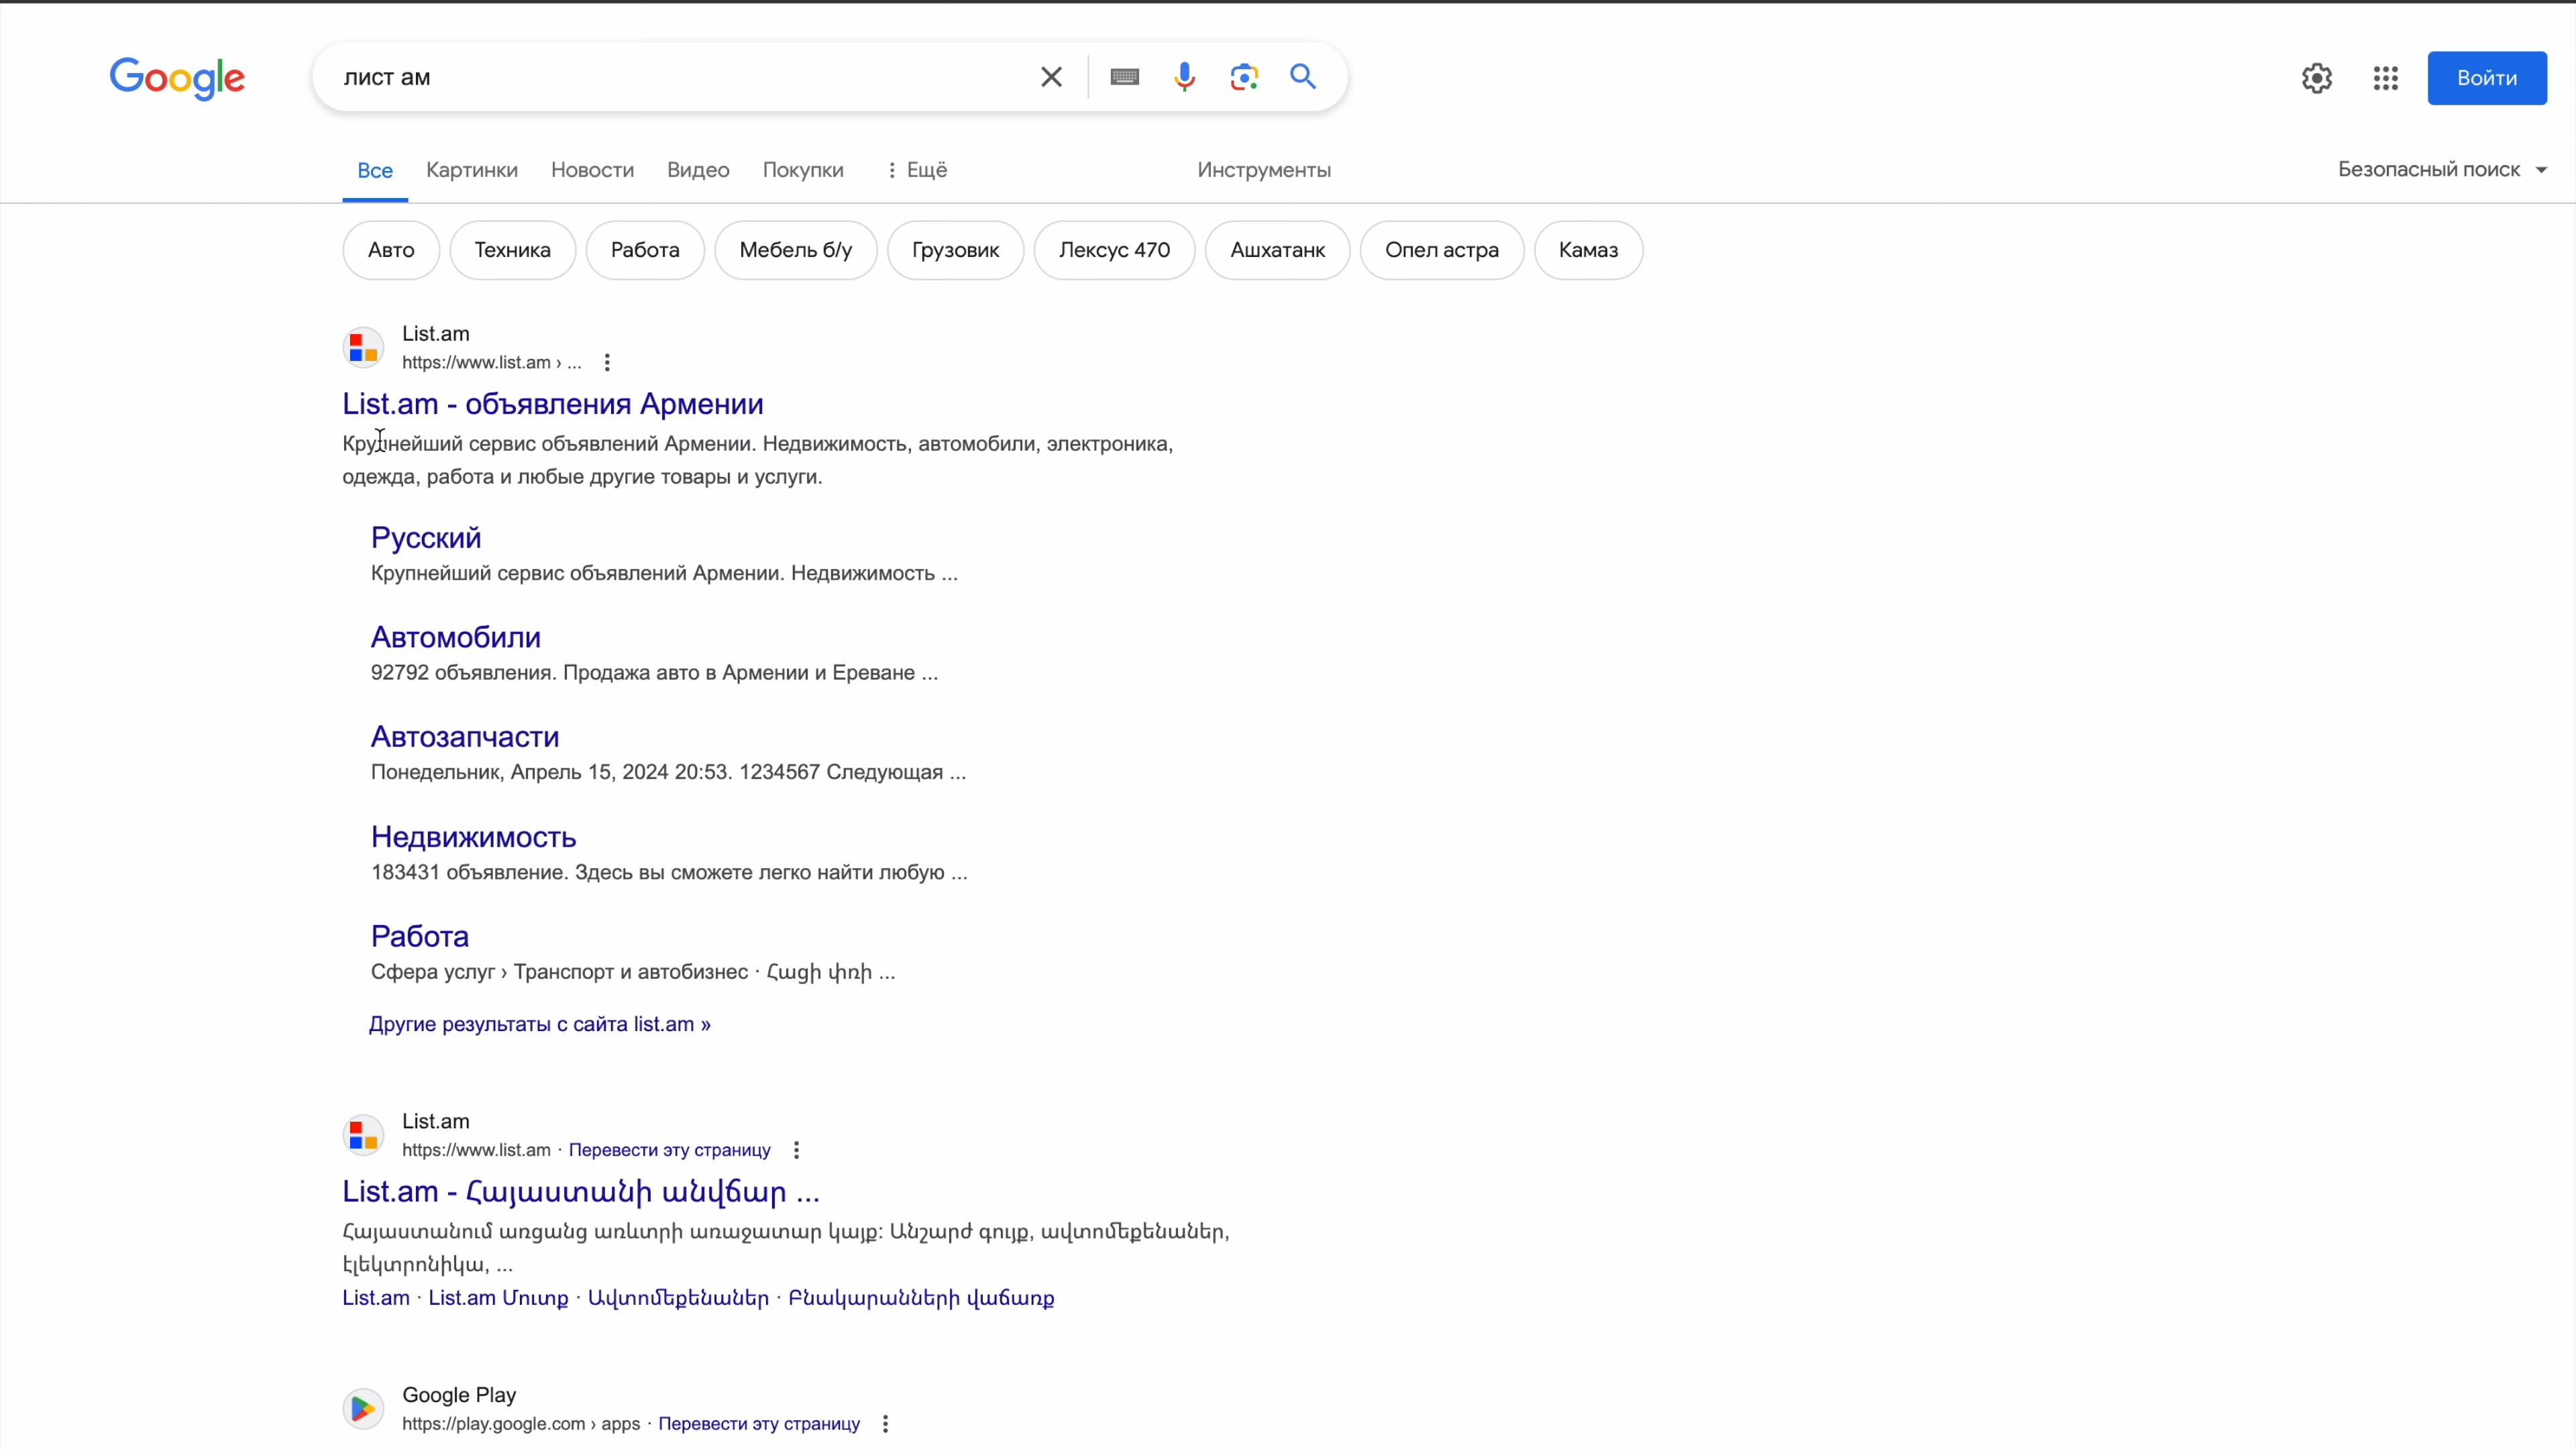 Google
лист ам
Войти
Все Картинки Новости Видео Покупки Ещё Инструменты Безопасный поиск
Авто Техника Работа Мебель б/у Грузовик Лексус 470 Ашхатанк Опел астра Камаз
List.am
https://www.list.am › ...
List.am - объявления Армении
Крупнейший сервис объявлений Армении. Недвижимость, автомобили, электроника,
одежда, работа и любые другие товары и услуги.
Русский
Крупнейший сервис объявлений Армении. Недвижимость ...
Автомобили
92792 объявления. Продажа авто в Армении и Ереване ...
Автозапчасти
Понедельник, Апрель 15, 2024 20:53. 1234567 Следующая ...
Недвижимость
183431 объявление. Здесь вы сможете легко найти любую ...
Работа
Сфера услуг › Транспорт и автобизнес · Հացի փռի ...
Другие результаты с сайта list.am »
List.am
https://www.list.am · Перевести эту страницу
List.am - Հայաստանի անվճար ...
Հայաստանում առցանց առևտրի առաջատար կայք: Անշարժ գույք, ավտոմեքենաներ,
էլեկտրոնիկա, ...
List.am · List.am Մուտք · Ավտոմեքենաներ · Բնակարանների վաճառք
Google Play
https://play.google.com › apps · Перевести эту страницу